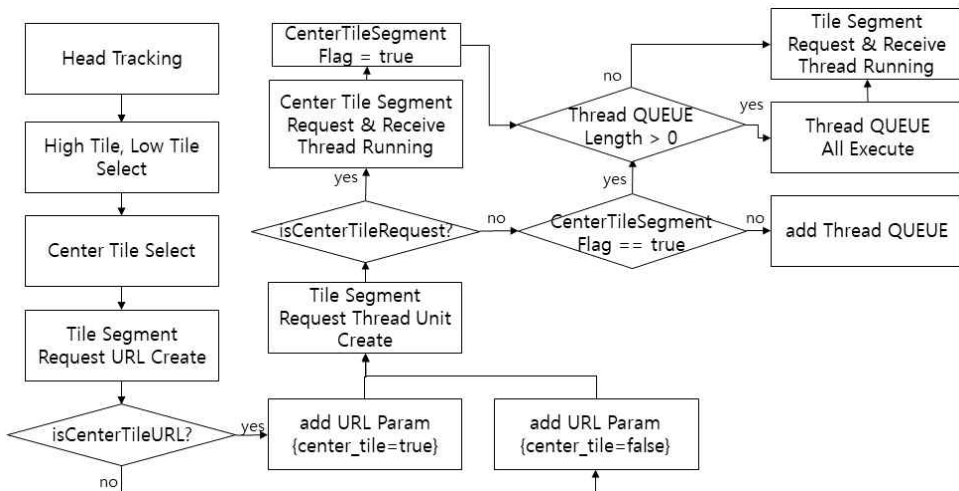 Head Tracking
High Tile, Low Tile
Select
Center Tile Select
Tile Segment
Request URL Create
isCenterTileURL?
yes
no
add URL Param
{center_tile=true}
add URL Param
{center_tile=false}
Tile Segment
Request Thread Unit
Create
isCenterTileRequest?
yes
no
Center Tile Segment
Request & Receive
Thread Running
CenterTileSegment
Flag = true
CenterTileSegment
Flag == true
yes
no
add Thread QUEUE
Thread QUEUE
Length > 0
no
yes
Thread QUEUE
All Execute
Tile Segment
Request & Receive
Thread Running